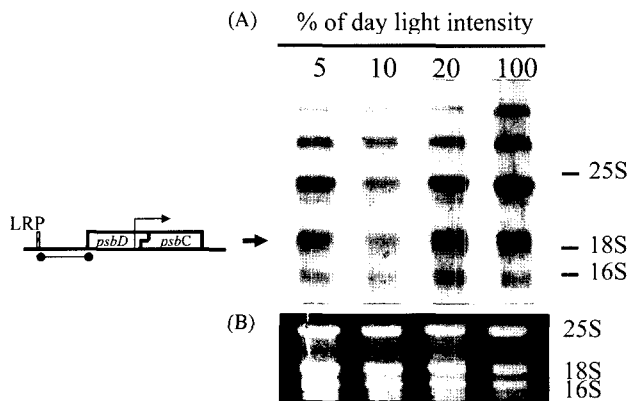 (A)
% of day light intensity
5 10 20 100
25S
LRP
psbD psbC
18S
16S
(B)
25S
18S
16S